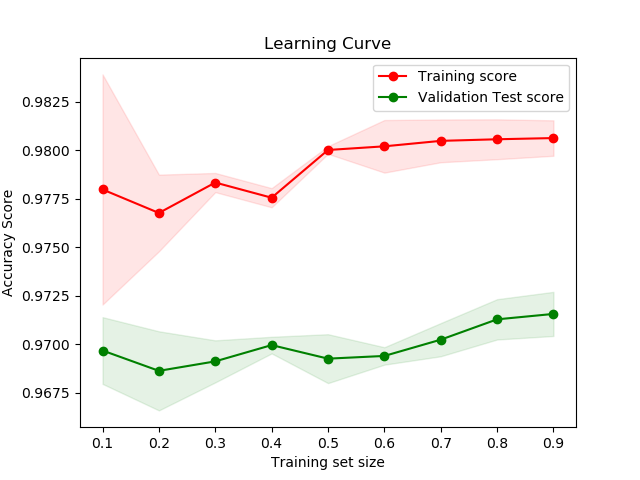 Learning Curve
Training score
Validation Test score
Accuracy Score
0.9825
0.9800
0.9775
0.9750
0.9725
0.9700
0.9675
0.1 0.2 0.3 0.4 0.5 0.6 0.7 0.8 0.9
Training set size